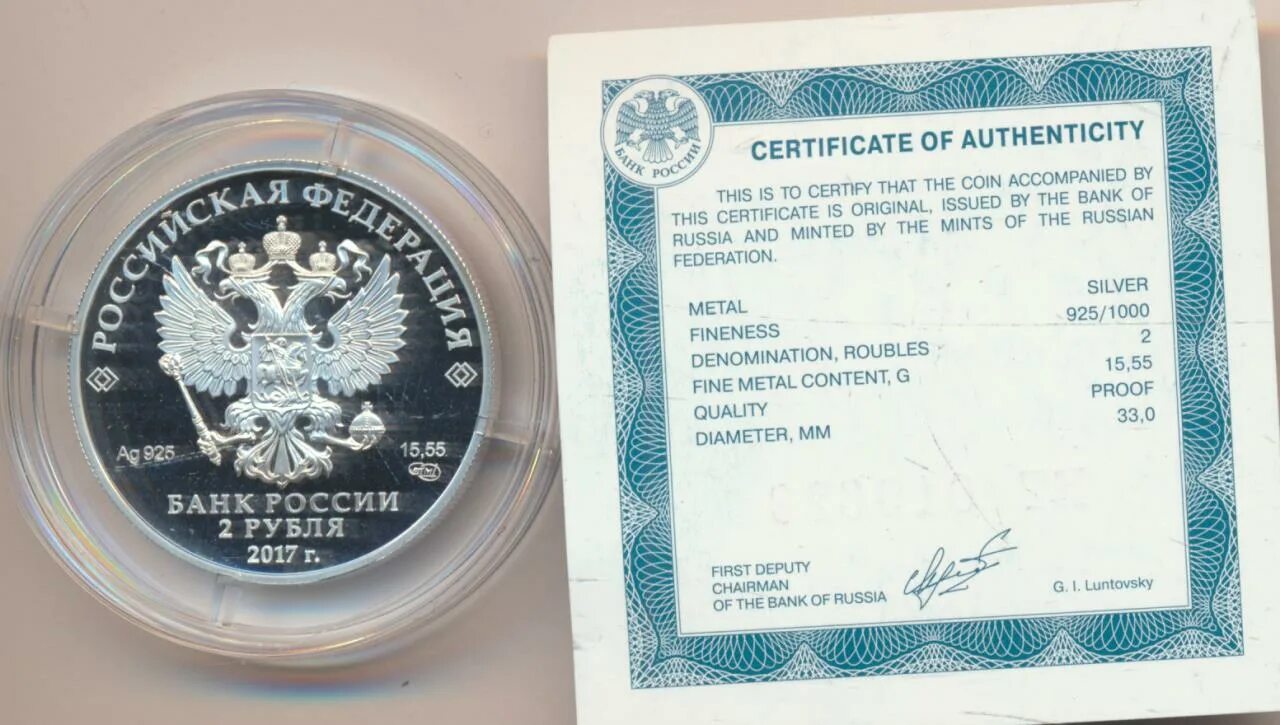 РОССИЙСКАЯ ФЕДЕРАЦИЯ
Ag 925
15,55
БАНК РОССИИ
2 РУБЛЯ
2017 г.
БАНК РОССИИ
CERTIFICATE OF AUTHENTICITY
THIS IS TO CERTIFY THAT THE COIN ACCOMPANIED BY
THIS CERTIFICATE IS ORIGINAL, ISSUED BY THE BANK OF
RUSSIA AND MINTED BY THE MINTS OF THE RUSSIAN
FEDERATION.
METAL SILVER
FINENESS 925/1000
DENOMINATION, ROUBLES 2
FINE METAL CONTENT, G 15,55
QUALITY PROOF
DIAMETER, MM 33,0
FIRST DEPUTY
CHAIRMAN
OF THE BANK OF RUSSIA
G. I. Luntovsky